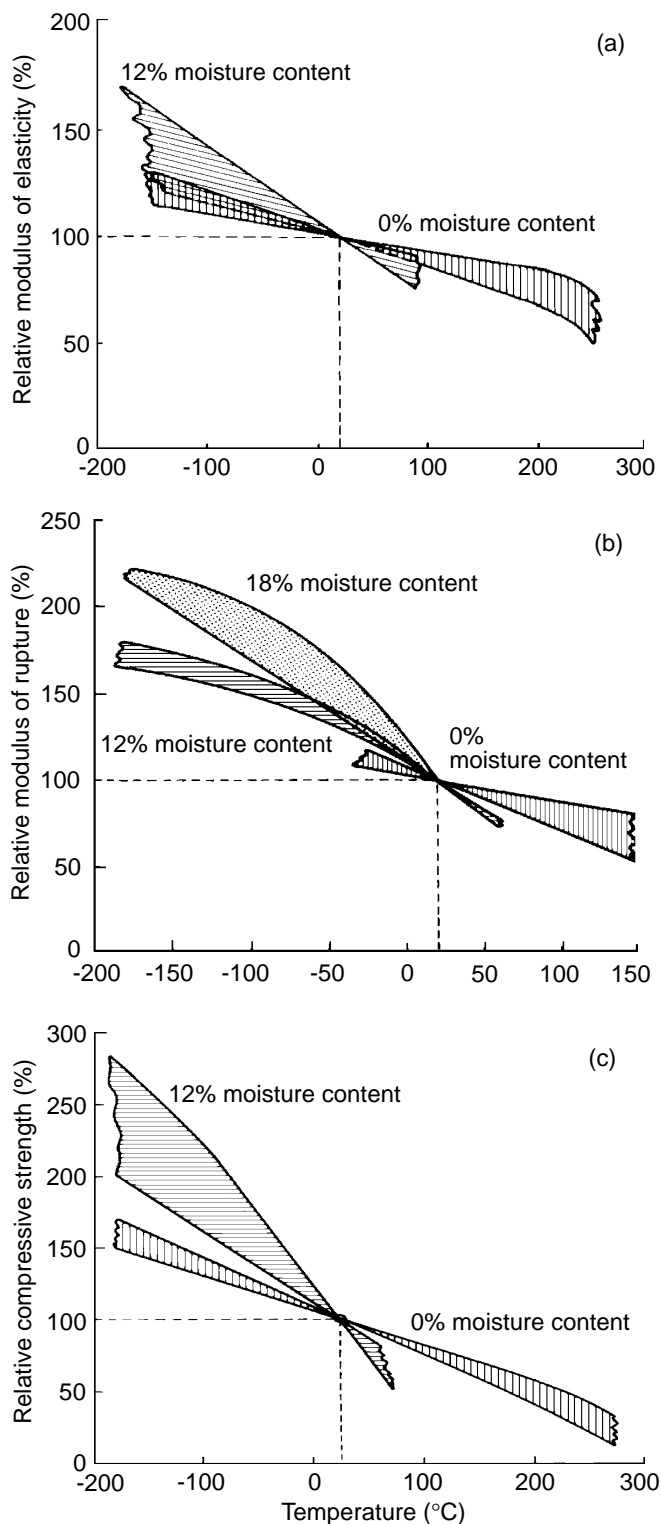 (a)
Relative modulus of elasticity (%)
200
150
100
50
0
12% moisture content
0% moisture content
-200
-100
0
100
200
300
(b)
Relative modulus of rupture (%)
250
200
150
100
50
0
18% moisture content
12% moisture content
0%
moisture content
-200
-150
-100
-50
0
50
100
150
(c)
Relative compressive strength (%)
300
250
200
150
100
50
0
12% moisture content
0% moisture content
-200
-100
0
100
200
300
Temperature (°C)